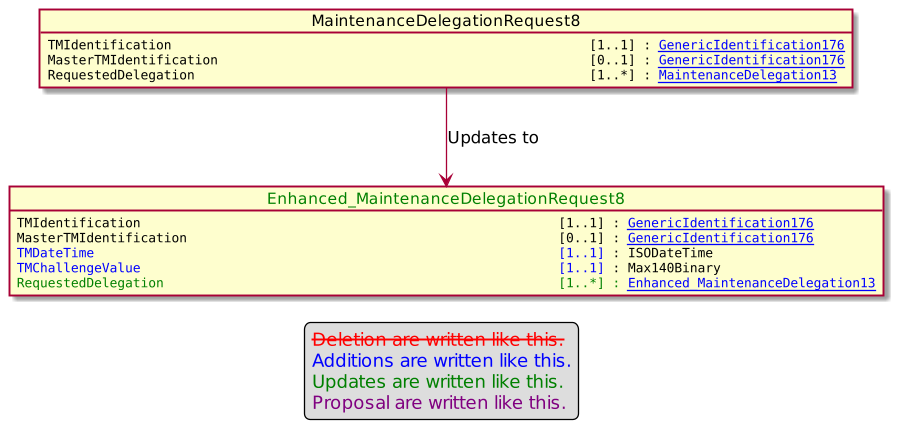 MaintenanceDelegationRequest8
TMIdentification [1..1] : GenericIdentification176
MasterTMIdentification [0..1] : GenericIdentification176
RequestedDelegation [1..*] : MaintenanceDelegation13
Updates to
Enhanced_MaintenanceDelegationRequest8
TMIdentification [1..1] : GenericIdentification176
MasterTMIdentification [0..1] : GenericIdentification176
TMDateTime [1..1] : ISODateTime
TMChallengeValue [1..1] : Max140Binary
RequestedDelegation [1..*] : Enhanced MaintenanceDelegation13
Deletion are written like this.
Additions are written like this.
Updates are written like this.
Proposal are written like this.